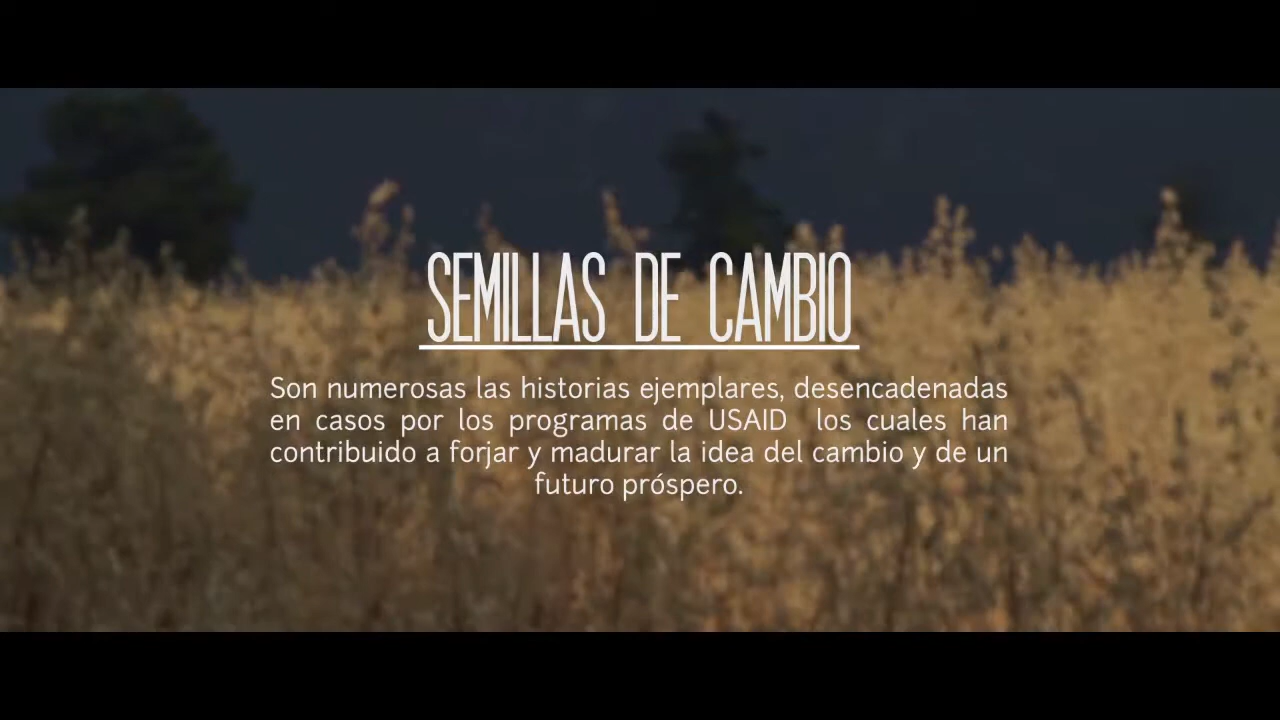 SEMILLAS DE CAMBIO
Son numerosas las historias ejemplares, desencadenadas
en casos por los programas de USAID los cuales han
contribuido a forjar y madurar la idea del cambio y de un
futuro próspero.